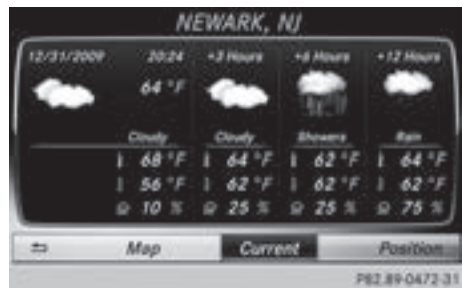 NEWARK, NJ
12/31/2009 20:24 +3 Hours +6 Hours +12 Hours
64 °F
Cloudy Cloudy Showers Rain
68 °F 64 °F 62 °F 64 °F
56 °F 62 °F 62 °F 62 °F
10 % 25 % 25 % 75 %
Map Current Position
P82.89-0472-31